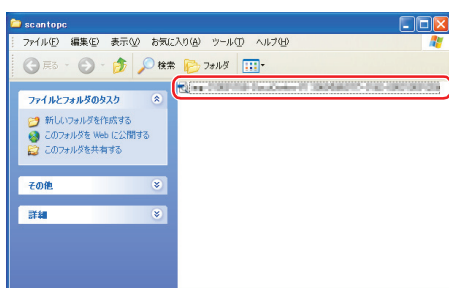 scantopc
ファイル(F) 編集(E) 表示(V) お気に入り(A) ツール(T) ヘルプ(H)
戻る 検索 フォルダ
ファイルとフォルダのタスク
新しいフォルダを作成する
このフォルダを Web に公開する
このフォルダを共有する
その他
詳細